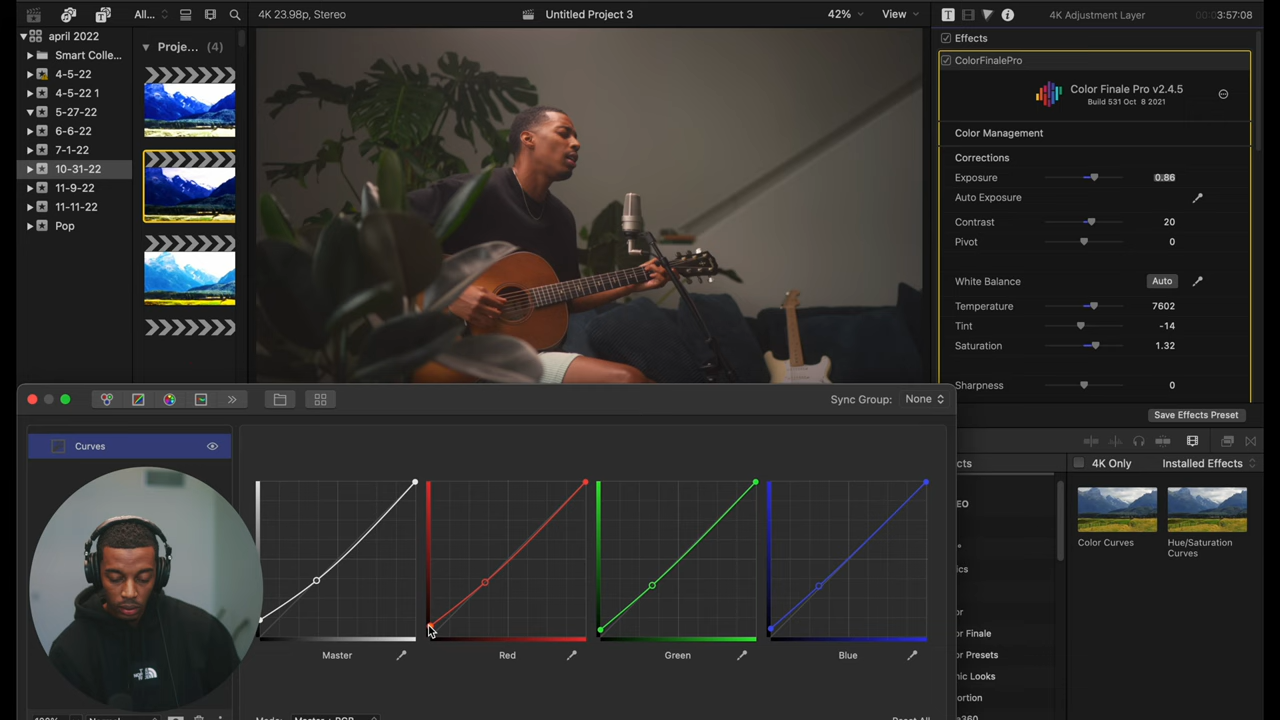 All...
4K 23.98p, Stereo
Untitled Project 3
42%
View
4K Adjustment Layer
3:57:08
april 2022
Smart Colle...
4-5-22
4-5-22 1
5-27-22
6-6-22
7-1-22
10-31-22
11-9-22
11-11-22
Pop
Proje... (4)
Effects
ColorFinalePro
Color Finale Pro v2.4.5
Build 531 Oct 8 2021
Color Management
Corrections
Exposure 0.86
Auto Exposure
Contrast 20
Pivot 0
White Balance Auto
Temperature 7602
Tint -14
Saturation 1.32
Sharpness 0
Save Effects Preset
Sync Group: None
Curves
Master
Red
Green
Blue
4K Only
Installed Effects
Color Curves
Hue/Saturation
Curves
THE
NORTH
FACE